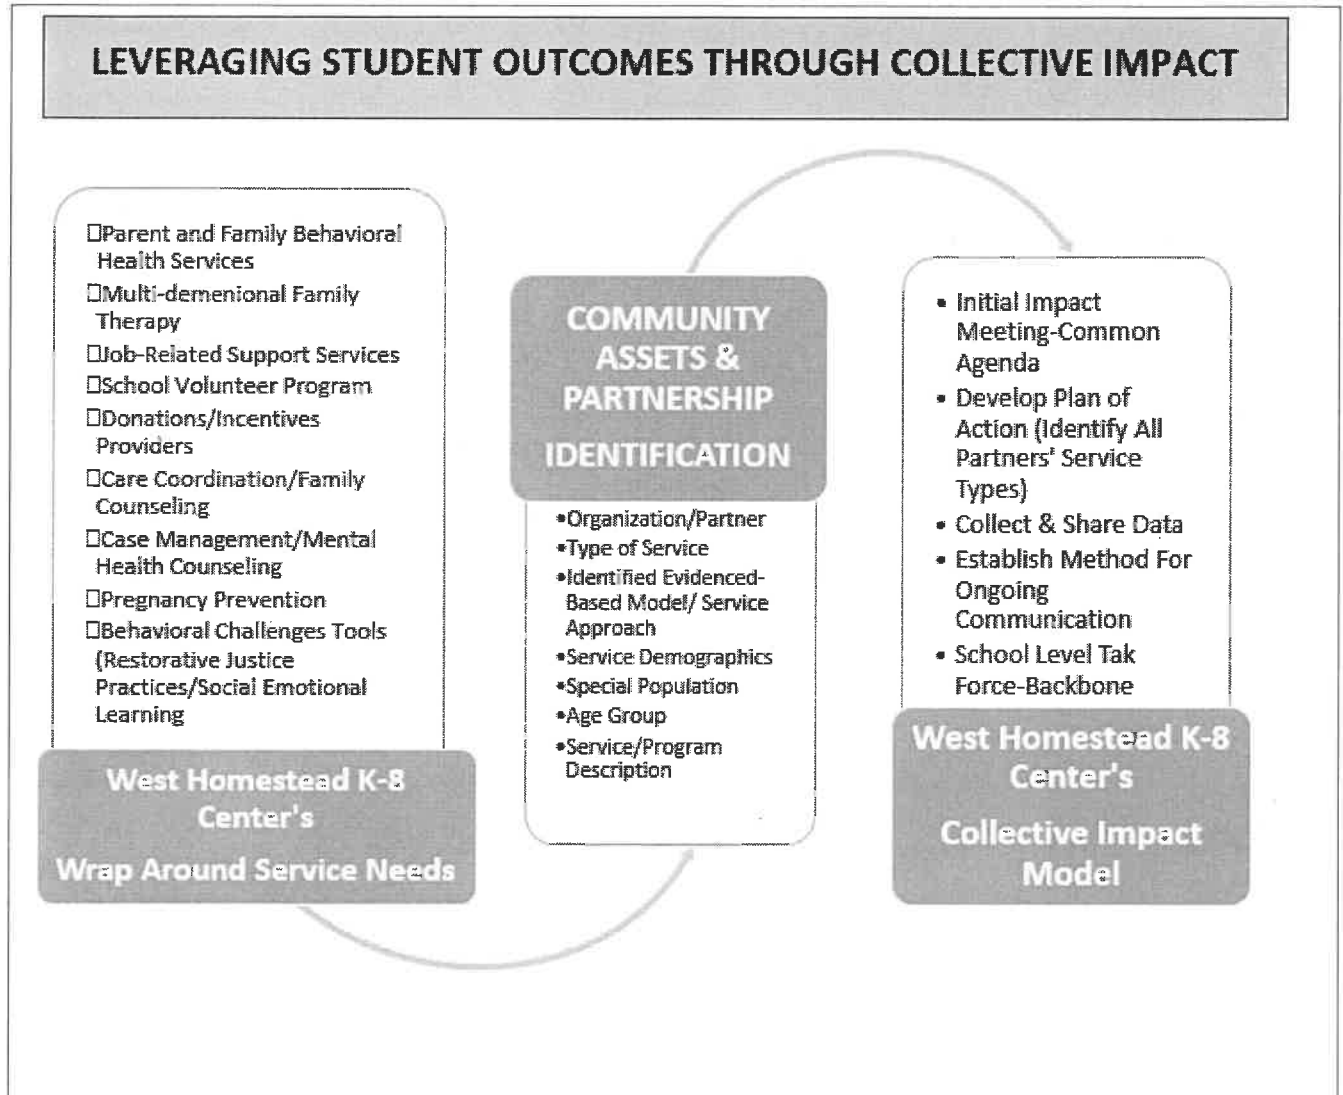 LEVERAGING STUDENT OUTCOMES THROUGH COLLECTIVE IMPACT
□Parent and Family Behavioral
Health Services
□Multi-demenional Family
Therapy
□Job-Related Support Services
□School Volunteer Program
□Donations/Incentives
Providers
□Care Coordination/Family
Counseling
□Case Management/Mental
Health Counseling
□Pregnancy Prevention
□Behavioral Challenges Tools
(Restorative Justice
Practices/Social Emotional
Learning
West Homestead K-8
Center's
Wrap Around Service Needs
COMMUNITY
ASSETS &
PARTNERSHIP
IDENTIFICATION
•Organization/Partner
•Type of Service
•Identified Evidenced-
Based Model/ Service
Approach
•Service Demographics
•Special Population
•Age Group
•Service/Program
Description
• Initial Impact
Meeting-Common
Agenda
• Develop Plan of
Action (Identify All
Partners' Service
Types)
• Collect & Share Data
• Establish Method For
Ongoing
Communication
• School Level Tak
Force-Backbone
West Homestead K-8
Center's
Collective Impact
Model